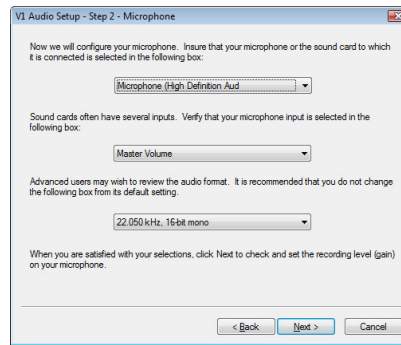 V1 Audio Setup - Step 2 - Microphone
Now we will configure your microphone. Insure that your microphone or the sound card to which
it is connected is selected in the following box:
Microphone (High Definition Aud
Sound cards often have several inputs. Verify that your microphone input is selected in the
following box:
Master Volume
Advanced users may wish to review the audio format. It is recommended that you do not change
the following box from its default setting.
22.050 kHz, 16-bit mono
When you are satisfied with your selections, click Next to check and set the recording level (gain)
on your microphone.
< Back Next > Cancel